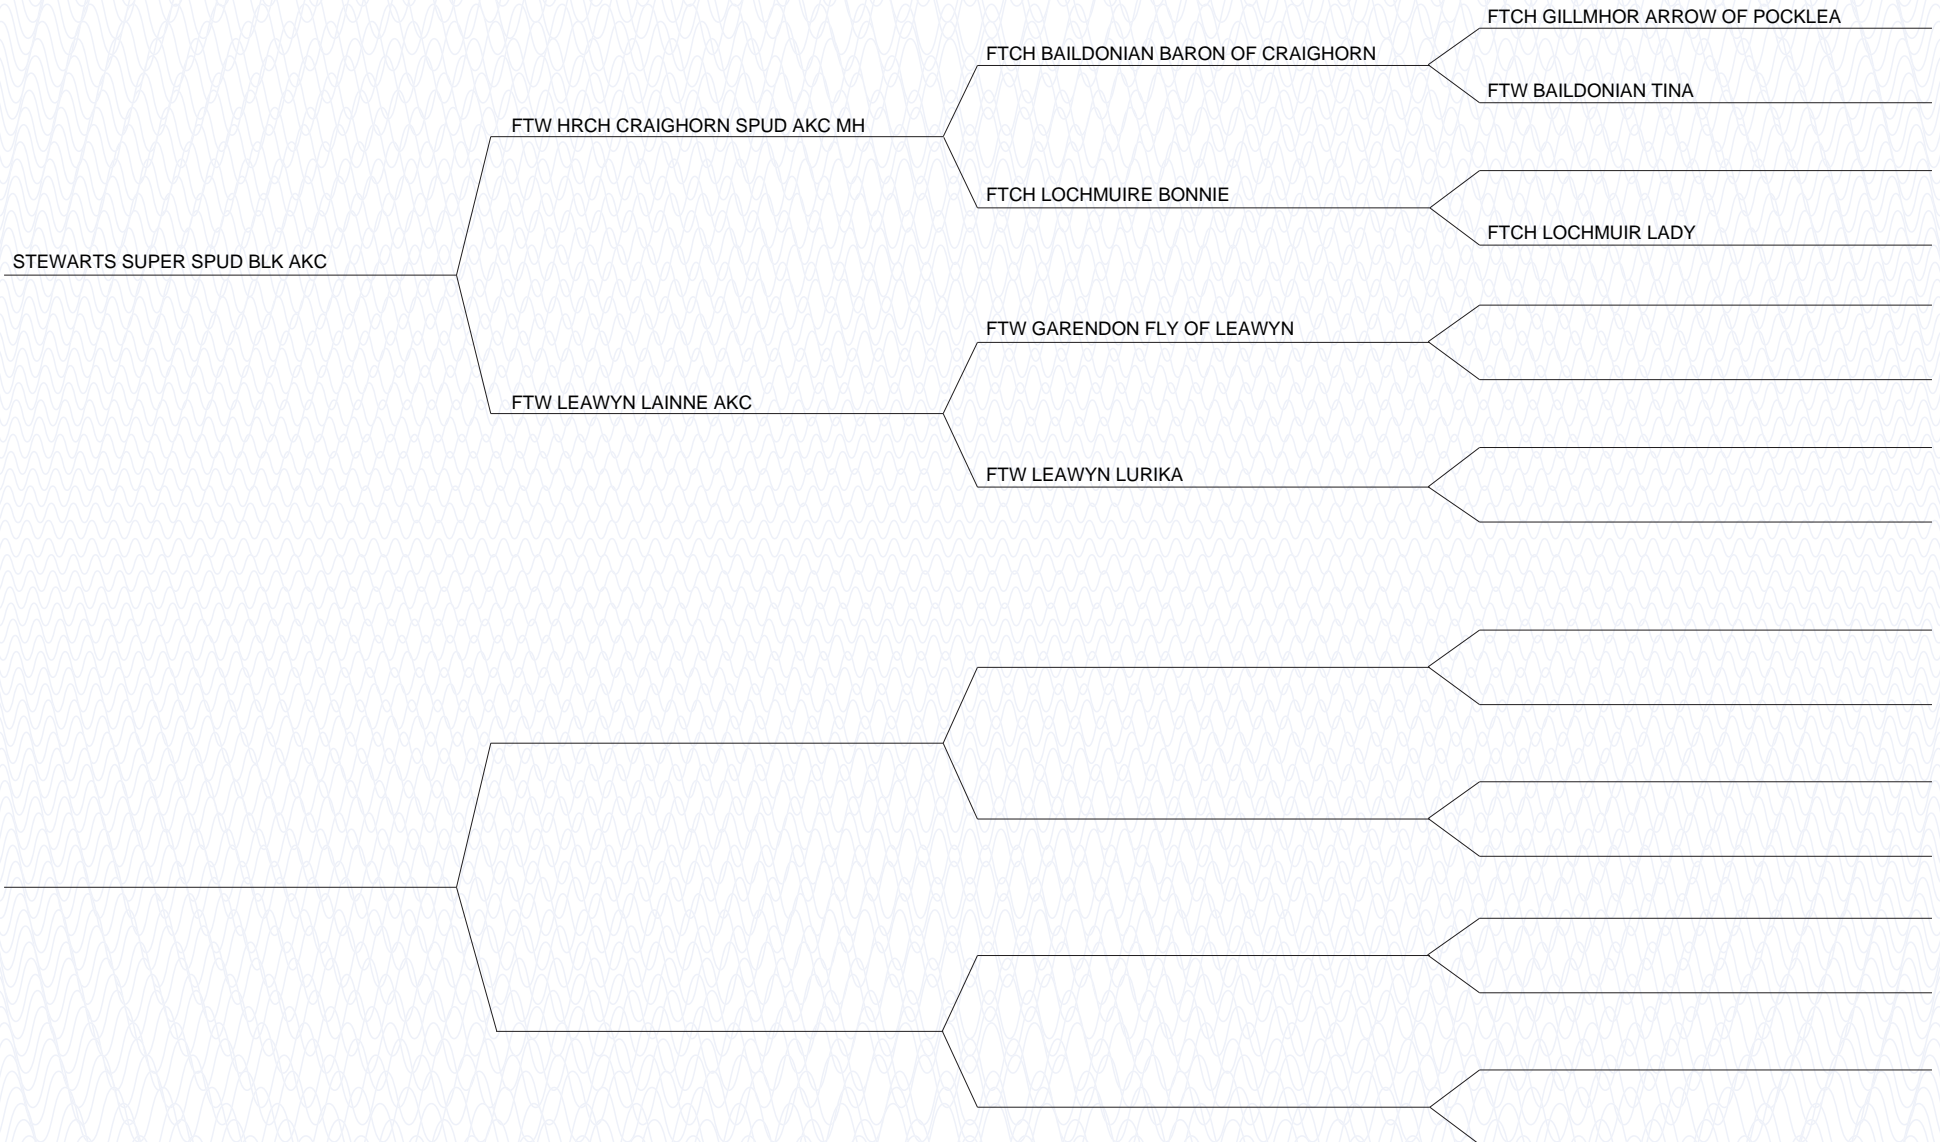 FTCH GILLMHOR ARROW OF POCKLEA
FTCH BAILDONIAN BARON OF CRAIGHORN
FTW BAILDONIAN TINA
FTW HRCH CRAIGHORN SPUD AKC MH
FTCH LOCHMUIRE BONNIE
FTCH LOCHMUIR LADY
STEWARTS SUPER SPUD BLK AKC
FTW GARENDON FLY OF LEAWYN
FTW LEAWYN LAINNE AKC
FTW LEAWYN LURIKA